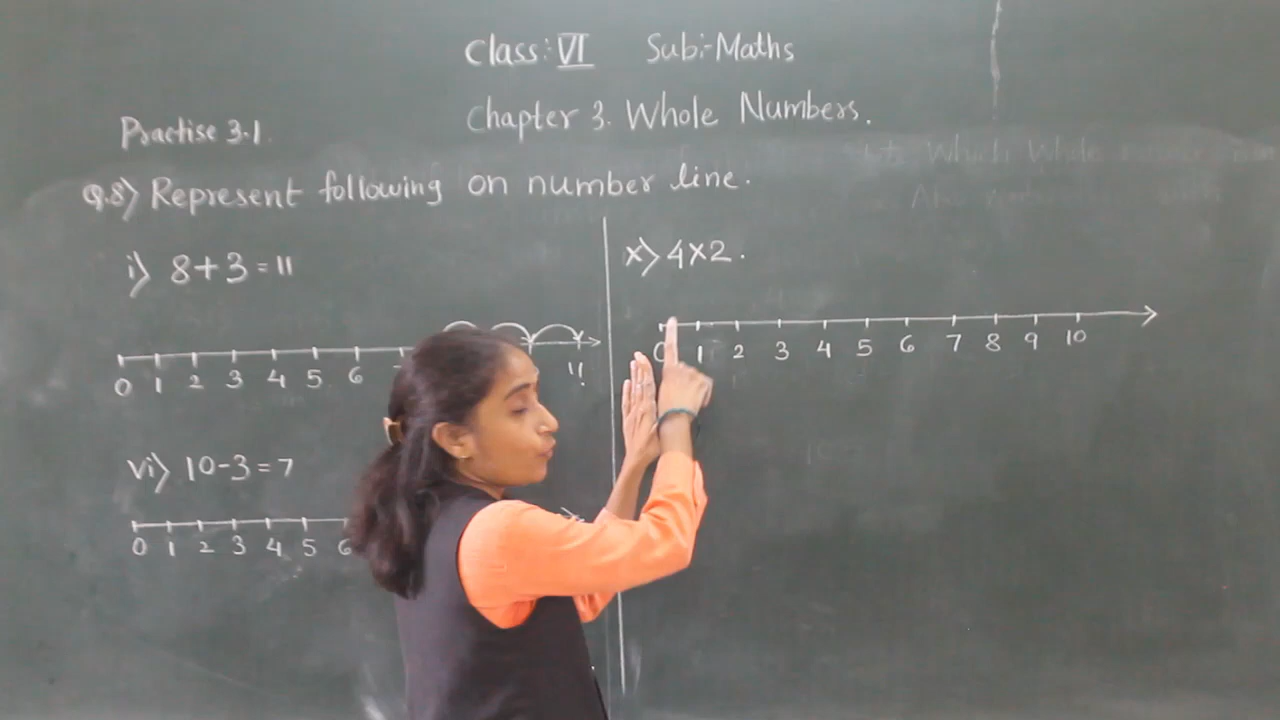 Class:- VI Sub:- Maths
Chapter 3. Whole Numbers.
Practise 3.1
Q.8) Represent following on number line.
i) 8+3=11
0 1 2 3 4 5 6 11
vi) 10-3=7
0 1 2 3 4 5 6
x) 4×2.
0 1 2 3 4 5 6 7 8 9 10
Which Whole